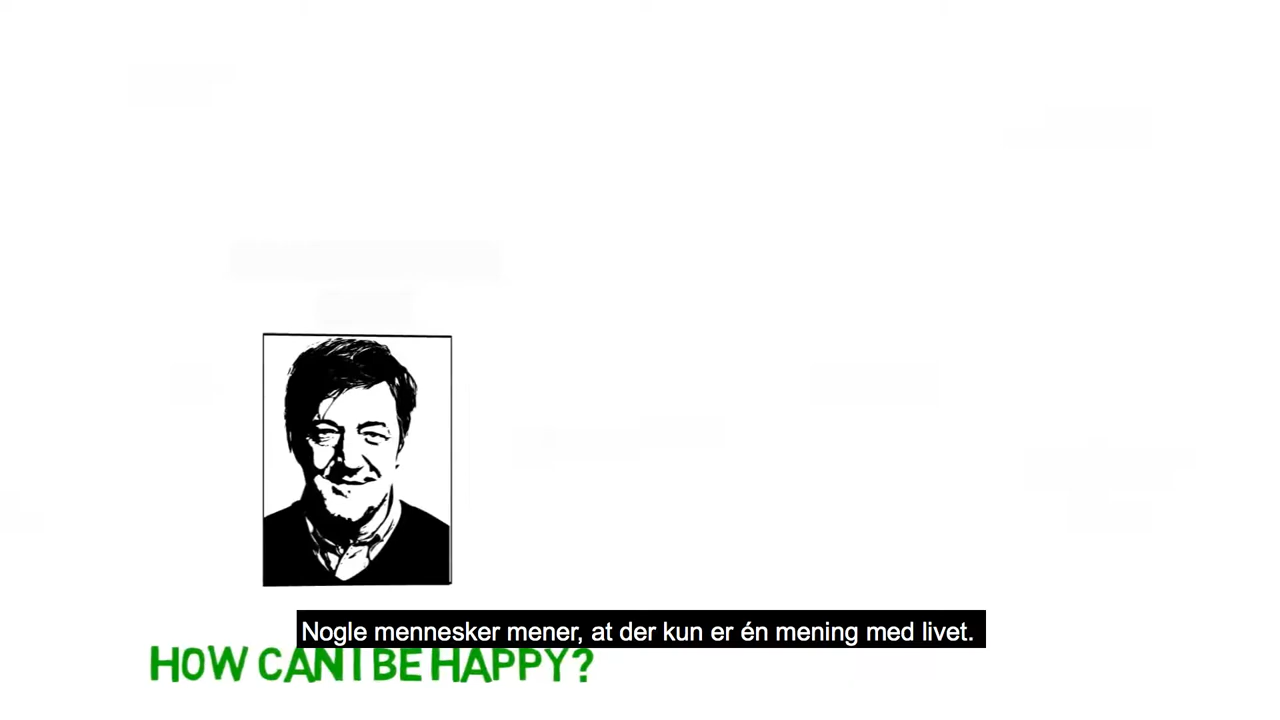 Nogle mennesker mener, at der kun er én mening med livet.
HOW CAN I BE HAPPY?